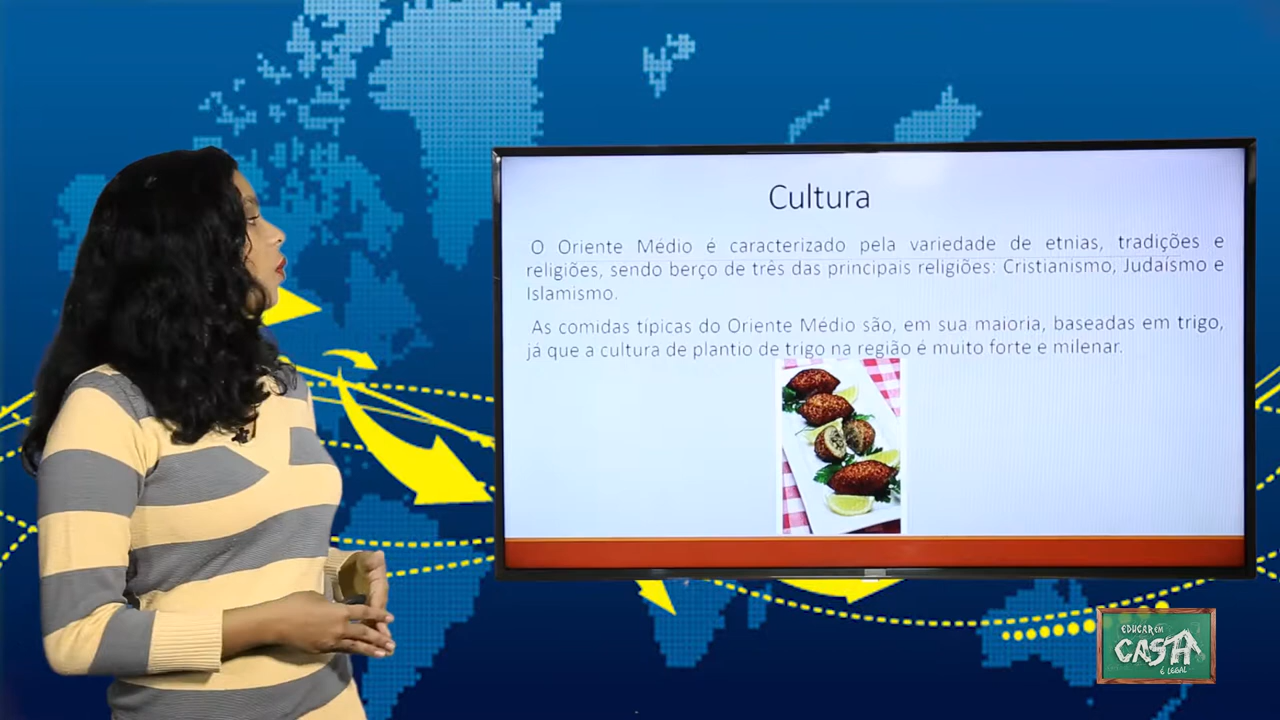 Cultura
O Oriente Médio é caracterizado pela variedade de etnias, tradições e
religiões, sendo berço de três das principais religiões: Cristianismo, Judaísmo e
Islamismo.
As comidas típicas do Oriente Médio são, em sua maioria, baseadas em trigo,
já que a cultura de plantio de trigo na região é muito forte e milenar.
EDUCAR EM
CASA
É LEGAL